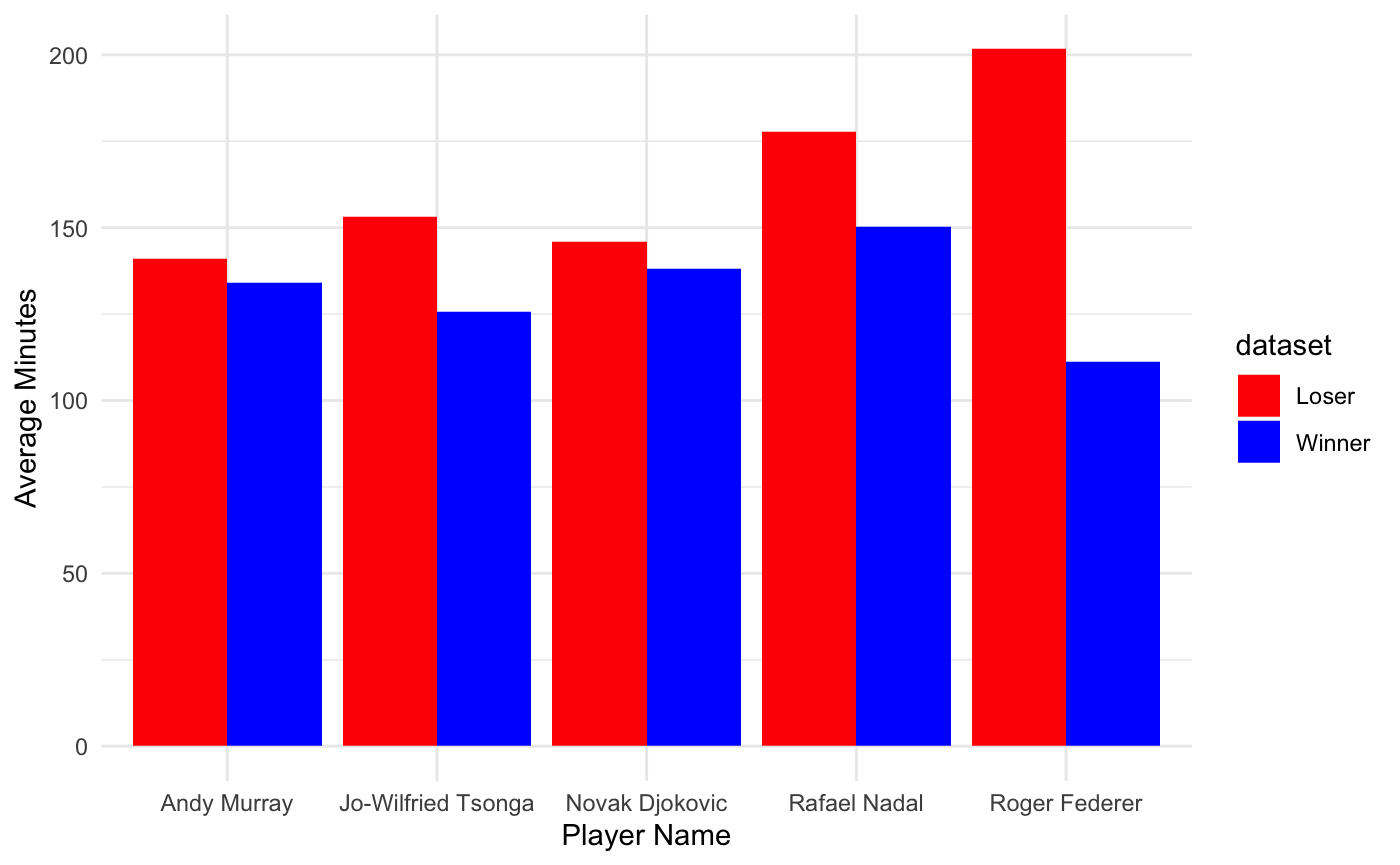 200
150
100
50
0
Average Minutes
Andy Murray
Jo-Wilfried Tsonga
Novak Djokovic
Rafael Nadal
Roger Federer
Player Name
dataset
Loser
Winner